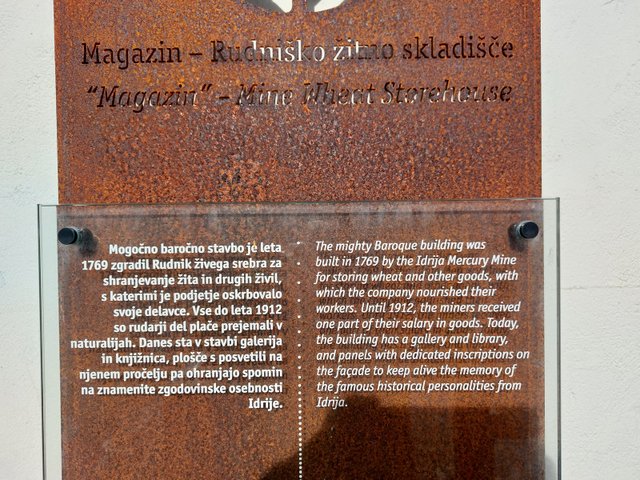 Magazin – Rudniško žitno skladišče
“Magazin” – Mine Wheat Storehouse
Mogočno baročno stavbo je leta
1769 zgradil Rudnik živega srebra za
shranjevanje žita in drugih živil,
s katerimi je podjetje oskrbovalo
svoje delavce. Vse do leta 1912
so rudarji del plače prejemali v
naturalijah. Danes sta v stavbi galerija
in knjižnica, plošče s posvetili na
njenem pročelju pa ohranjajo spomin
na znamenite zgodovinske osebnosti
Idrije.
The mighty Baroque building was
built in 1769 by the Idrija Mercury Mine
for storing wheat and other goods, with
which the company nourished their
workers. Until 1912, the miners received
one part of their salary in goods. Today,
the building has a gallery and library,
and panels with dedicated inscriptions on
the façade to keep alive the memory of
the famous historical personalities from
Idrija.